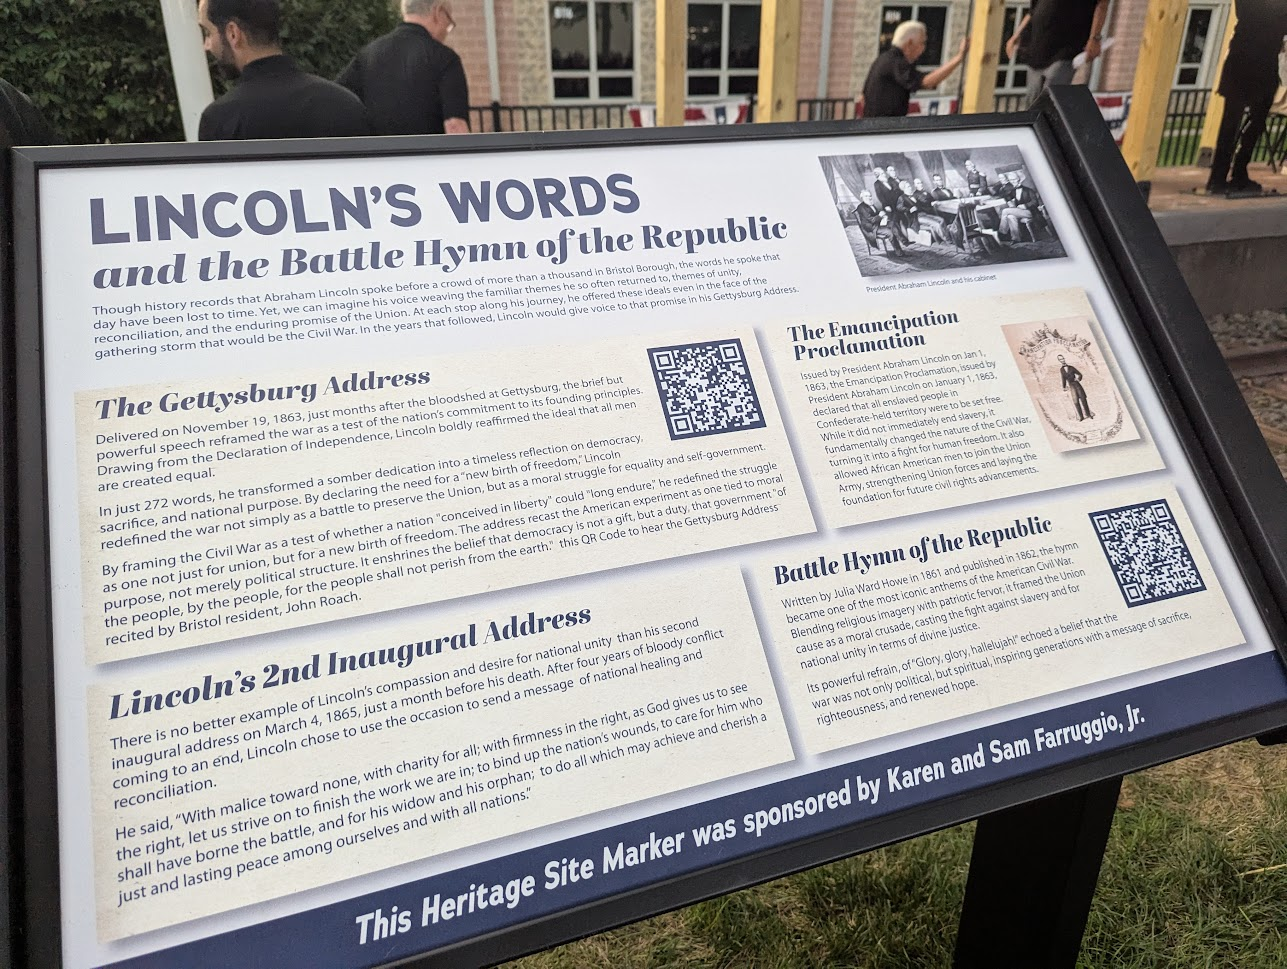 LINCOLN'S WORDS
and the Battle Hymn of the Republic
Though history records that Abraham Lincoln spoke before a crowd of more than a thousand in Bristol Borough, the words he spoke that
day have been lost to time. Yet, we can imagine his voice weaving the familiar themes he so often returned to, themes of unity,
reconciliation, and the enduring promise of the Union. At each stop along his journey, he offered these ideals even in the face of the
gathering storm that would be the Civil War. In the years that followed, Lincoln would give voice to that promise in his Gettysburg Address.
President Abraham Lincoln and his cabinet
The Gettysburg Address
Delivered on November 19, 1863, just months after the bloodshed at Gettysburg, the brief but
powerful speech reframed the war as a test of the nation's commitment to its founding principles.
Drawing from the Declaration of Independence, Lincoln boldly reaffirmed the ideal that all men
are created equal.
In just 272 words, he transformed a somber dedication into a timeless reflection on democracy,
sacrifice, and national purpose. By declaring the need for a "new birth of freedom," Lincoln
redefined the war not simply as a battle to preserve the Union, but as a moral struggle for equality and self-government.
By framing the Civil War as a test of whether a nation "conceived in liberty" could "long endure," he redefined the struggle
as one not just for union, but for a new birth of freedom. The address recast the American experiment as one tied to moral
purpose, not merely political structure. It enshrines the belief that democracy is not a gift, but a duty, that government "of
the people, by the people, for the people shall not perish from the earth." this QR Code to hear the Gettysburg Address
recited by Bristol resident, John Roach.
The Emancipation
Proclamation
Issued by President Abraham Lincoln on Jan 1,
1863, the Emancipation Proclamation, issued by
President Abraham Lincoln on January 1, 1863,
declared that all enslaved people in
Confederate-held territory were to be set free.
While it did not immediately end slavery, it
fundamentally changed the nature of the Civil War,
turning it into a fight for human freedom. It also
allowed African American men to join the Union
Army, strengthening Union forces and laying the
foundation for future civil rights advancements.
Lincoln's 2nd Inaugural Address
There is no better example of Lincoln's compassion and desire for national unity than his second
inaugural address on March 4, 1865, just a month before his death. After four years of bloody conflict
coming to an end, Lincoln chose to use the occasion to send a message of national healing and
reconciliation.
He said, "With malice toward none, with charity for all; with firmness in the right, as God gives us to see
the right, let us strive on to finish the work we are in; to bind up the nation's wounds, to care for him who
shall have borne the battle, and for his widow and his orphan; to do all which may achieve and cherish a
just and lasting peace among ourselves and with all nations."
Battle Hymn of the Republic
Written by Julia Ward Howe in 1861 and published in 1862, the hymn
became one of the most iconic anthems of the American Civil War.
Blending religious imagery with patriotic fervor, it framed the Union
cause as a moral crusade, casting the fight against slavery and for
national unity in terms of divine justice.
Its powerful refrain, of "Glory, glory, hallelujah!" echoed a belief that the
war was not only political, but spiritual, inspiring generations with a message of sacrifice,
righteousness, and renewed hope.
This Heritage Site Marker was sponsored by Karen and Sam Farruggio, Jr.